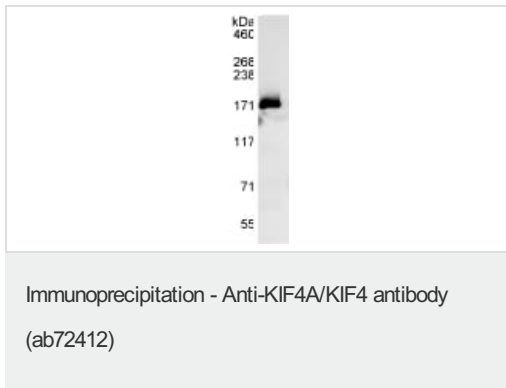 kDa
460
268
238
171
117
71
55
Immunoprecipitation - Anti-KIF4A/KIF4 antibody
(ab72412)